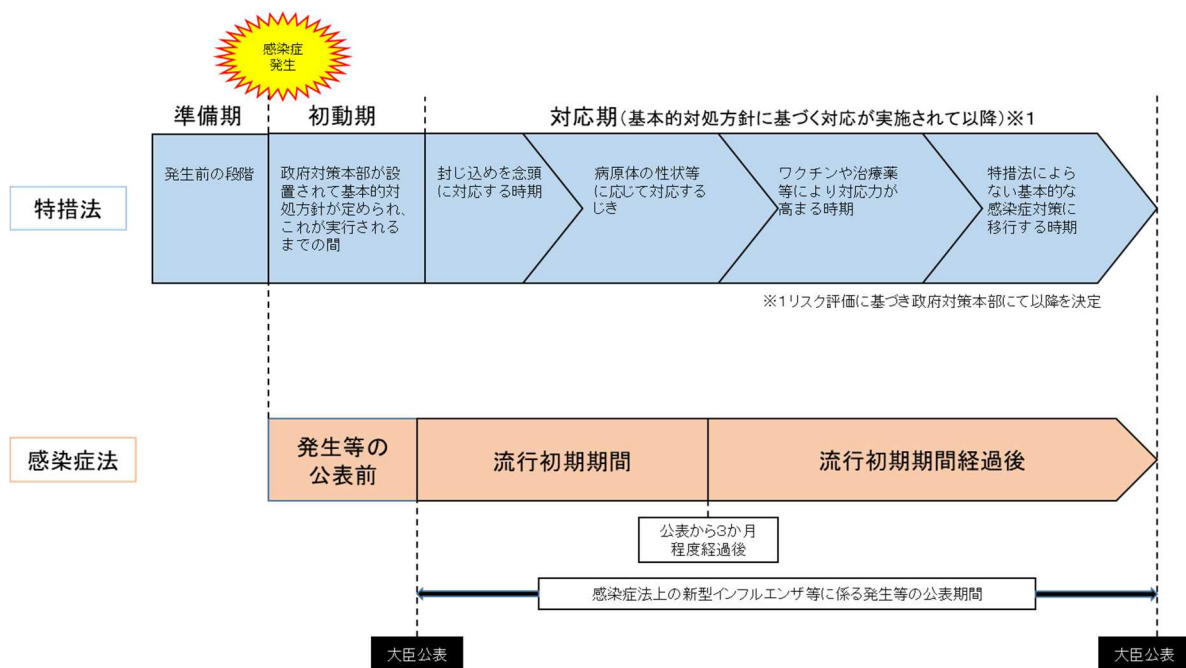 感染症
発生
準備期
初動期
対応期(基本的対処方針に基づく対応が実施されて以降)※1
特措法
発生前の段階
政府対策本部が設
置されて基本的対
処方針が定められ、
これが実行される
までの間
封じ込めを念頭
に対応する時期
病原体の性状等
に応じて対応する
じき
ワクチンや治療薬
等により対応力が
高まる時期
特措法によら
ない基本的な
感染症対策に
移行する時期
※1リスク評価に基づき政府対策本部にて以降を決定
感染症法
発生等の
公表前
流行初期期間
流行初期期間経過後
公表から3か月
程度経過後
感染症法上の新型インフルエンザ等に係る発生等の公表期間
大臣公表
大臣公表